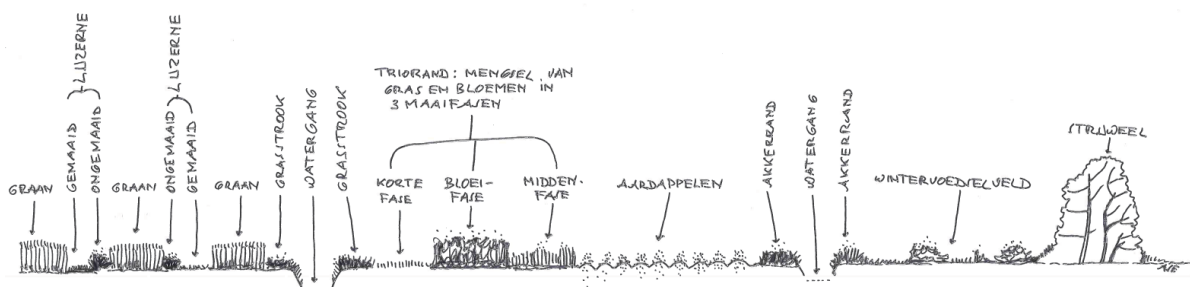 GRAAN
GEMAAID
ONGEMAAID
LUZERNE
GRAAN
ONGEMAAID
GEMAAID
LUZERNE
GRAAN
GRASSTROOK
WATERGANG
GRASSTROOK
TRIORAND: MENGSEL VAN
GRAS EN BLOEMEN IN
3 MAAIFASEN
KORTE
FASE
BLOEI-
FASE
MIDDEN-
FASE
AARDAPPELEN
AKKERRAND
WATERGANG
AKKERRAND
WINTERVOEDSELVELD
STRUWEEL